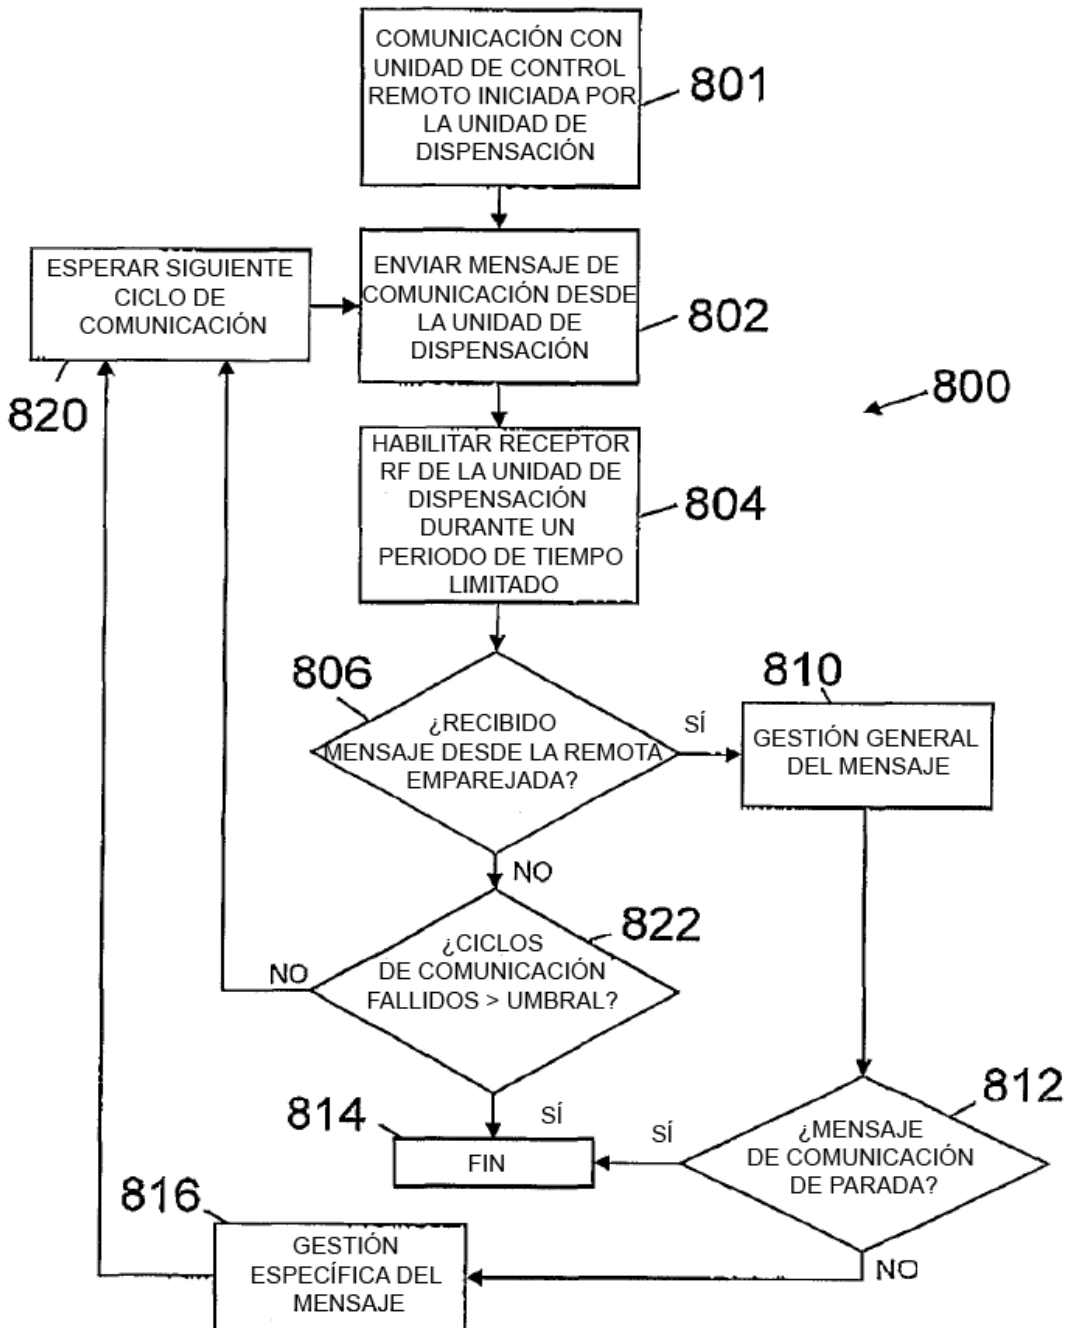 COMUNICACIÓN CON
UNIDAD DE CONTROL
REMOTO INICIADA POR
LA UNIDAD DE
DISPENSACIÓN
801
ESPERAR SIGUIENTE
CICLO DE
COMUNICACIÓN
820
ENVIAR MENSAJE DE
COMUNICACIÓN DESDE
LA UNIDAD DE
DISPENSACIÓN
802
800
HABILITAR RECEPTOR
RF DE LA UNIDAD DE
DISPENSACIÓN
DURANTE UN
PERIODO DE TIEMPO
LIMITADO
804
806
¿RECIBIDO
MENSAJE DESDE LA REMOTA
EMPAREJADA?
SÍ
810
GESTIÓN GENERAL
DEL MENSAJE
NO
822
¿CICLOS
DE COMUNICACIÓN
FALLIDOS > UMBRAL?
NO
SÍ
814
FIN
SÍ
812
¿MENSAJE
DE COMUNICACIÓN
DE PARADA?
NO
816
GESTIÓN
ESPECÍFICA DEL
MENSAJE